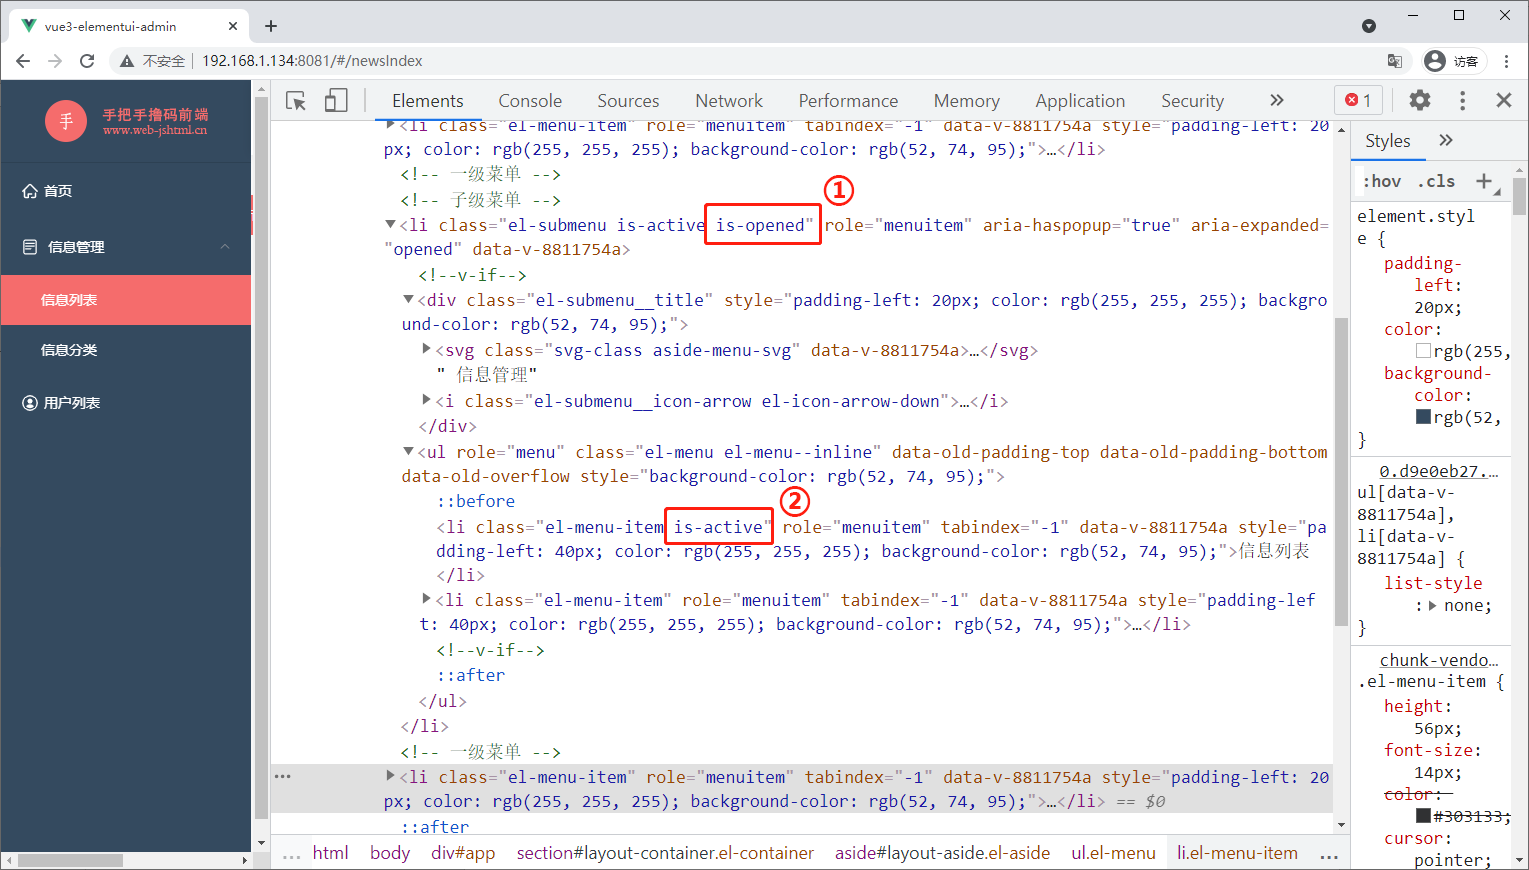 vue3-elementui-admin
不安全 192.168.1.134:8081/#/newsIndex 访客
手
手把手撸码前端
www.web-jshtml.cn
首页
信息管理
信息列表
信息分类
用户列表
Elements Console Sources Network Performance Memory Application Security 1
<li class="el-menu-item" role="menuitem" tabindex="-1" data-v-8811754a style="padding-left: 20
px; color: rgb(255, 255, 255); background-color: rgb(52, 74, 95);">…</li>
<!-- 一级菜单 -->
<!-- 子级菜单 -->
①
<li class="el-submenu is-active is-opened" role="menuitem" aria-haspopup="true" aria-expanded=
"opened" data-v-8811754a>
<!--v-if-->
<div class="el-submenu__title" style="padding-left: 20px; color: rgb(255, 255, 255); backgro
und-color: rgb(52, 74, 95);">
<svg class="svg-class aside-menu-svg" data-v-8811754a>…</svg>
" 信息管理"
<i class="el-submenu__icon-arrow el-icon-arrow-down">…</i>
</div>
<ul role="menu" class="el-menu el-menu--inline" data-old-padding-top data-old-padding-bottom
data-old-overflow style="background-color: rgb(52, 74, 95);">
::before
②
<li class="el-menu-item is-active" role="menuitem" tabindex="-1" data-v-8811754a style="pa
dding-left: 40px; color: rgb(255, 255, 255); background-color: rgb(52, 74, 95);">信息列表
</li>
<li class="el-menu-item" role="menuitem" tabindex="-1" data-v-8811754a style="padding-lef
t: 40px; color: rgb(255, 255, 255); background-color: rgb(52, 74, 95);">…</li>
<!--v-if-->
::after
</ul>
</li>
<!-- 一级菜单 -->
<li class="el-menu-item" role="menuitem" tabindex="-1" data-v-8811754a style="padding-left: 20
px; color: rgb(255, 255, 255); background-color: rgb(52, 74, 95);">…</li> == $0
::after
... html body div#app section#layout-container.el-container aside#layout-aside.el-aside ul.el-menu li.el-menu-item ...
Styles
:hov .cls +
element.styl
e {
padding-
left:
20px;
color:
rgb(255,
background-
color:
rgb(52,
}
0.d9e0eb27.…
ul[data-v-
8811754a],
li[data-v-
8811754a] {
list-style
: none;
}
chunk-vendo…
.el-menu-item {
height:
56px;
font-size:
14px;
color:
#303133;
cursor:
pointer;